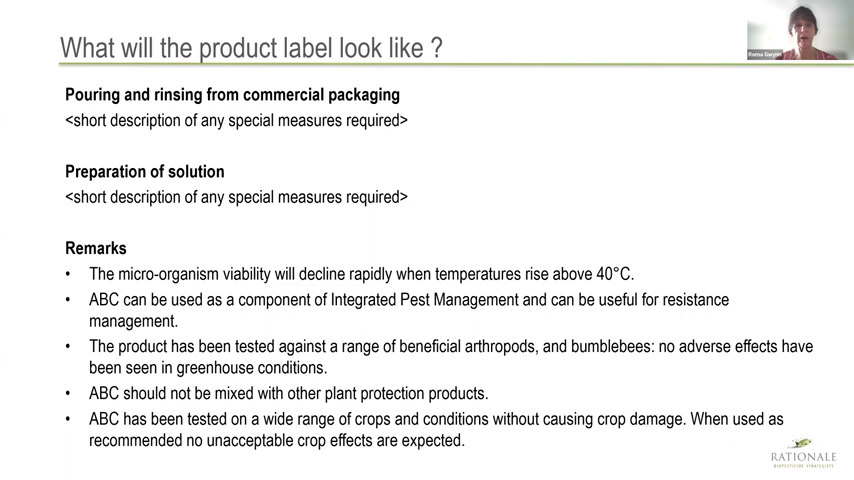 What will the product label look like ?
Roma Gwynn
Pouring and rinsing from commercial packaging
<short description of any special measures required>
Preparation of solution
<short description of any special measures required>
Remarks
• The micro-organism viability will decline rapidly when temperatures rise above 40°C.
• ABC can be used as a component of Integrated Pest Management and can be useful for resistance
management.
• The product has been tested against a range of beneficial arthropods, and bumblebees: no adverse effects have
been seen in greenhouse conditions.
• ABC should not be mixed with other plant protection products.
• ABC has been tested on a wide range of crops and conditions without causing crop damage. When used as
recommended no unacceptable crop effects are expected.
RATIONALE
BIOPESTICIDE STRATEGISTS